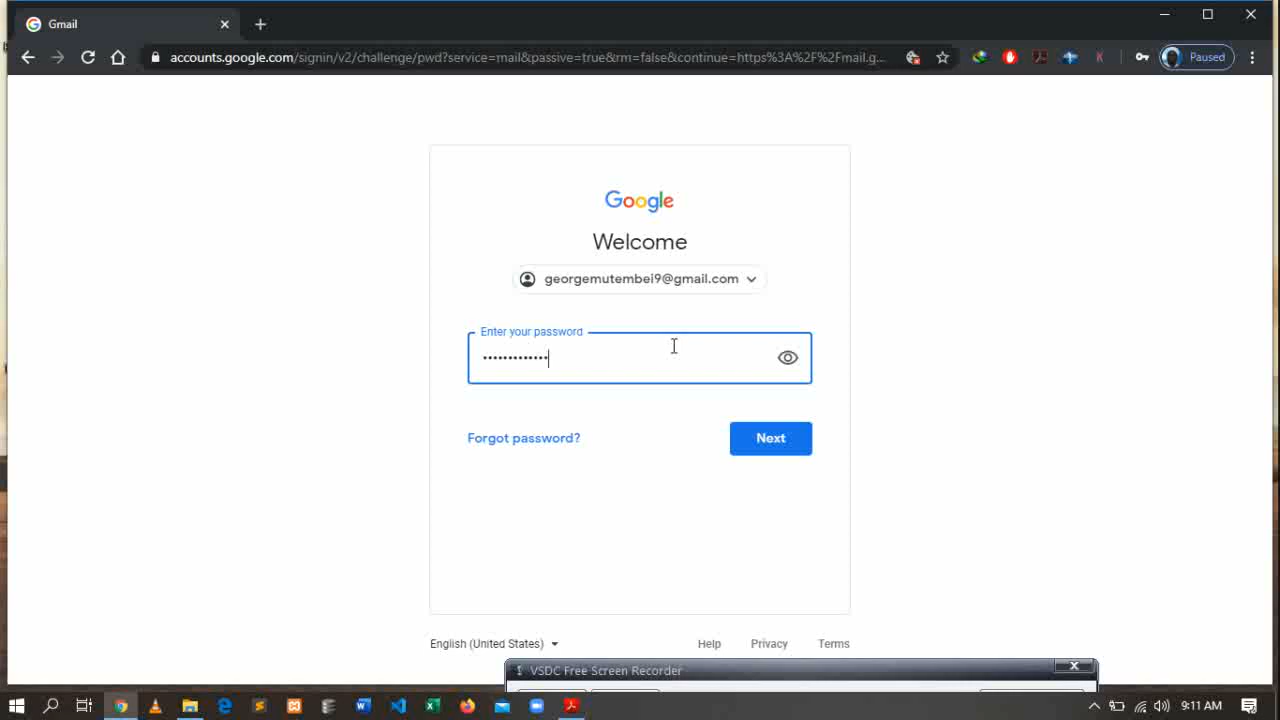 Gmail
accounts.google.com/signin/v2/challenge/pwd?service=mail&passive=true&rm=false&continue=https%3A%2F%2Fmail.g...
Paused
Google
Welcome
georgemutembei9@gmail.com
Enter your password
•••••••••••••
Forgot password?
Next
English (United States)
Help Privacy Terms
VSDC Free Screen Recorder
9:11 AM